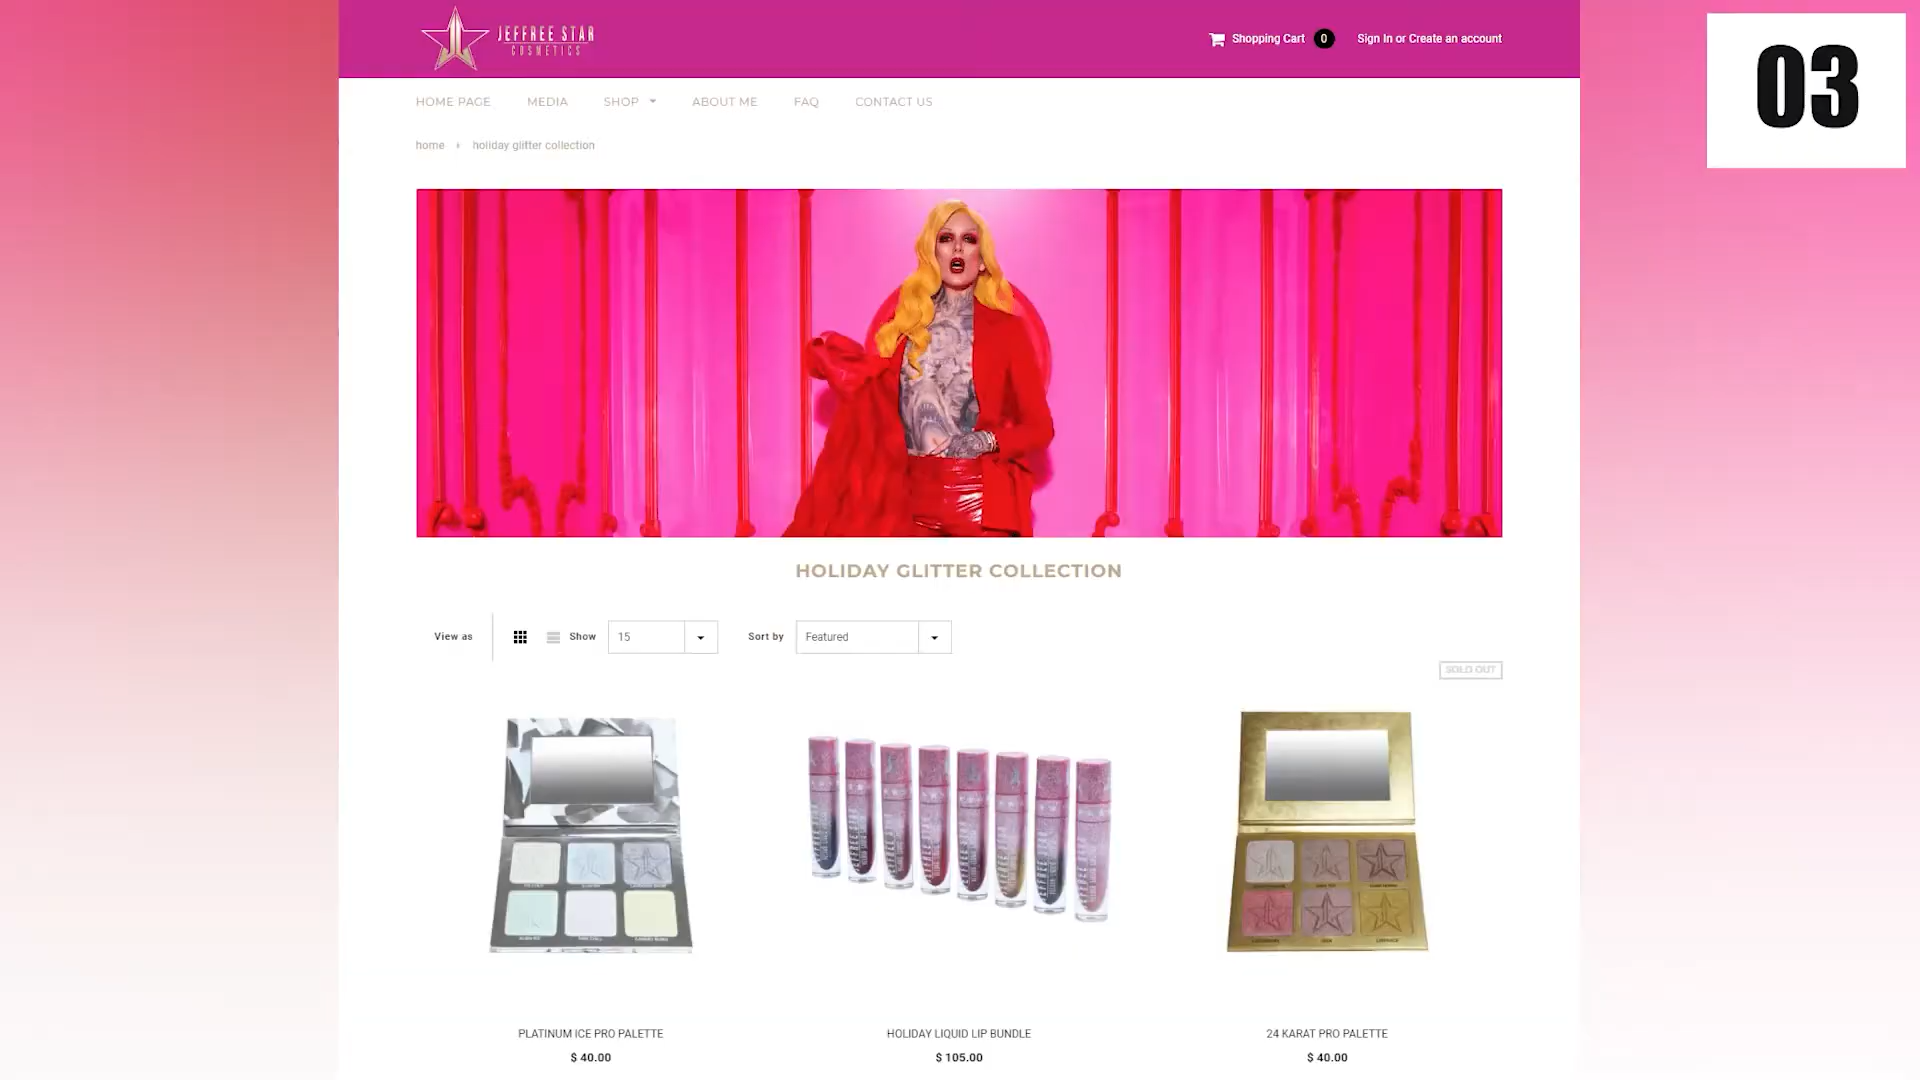 JEFFREE STAR
COSMETICS
Shopping Cart 0
Sign In or Create an account
03
HOME PAGE
MEDIA
SHOP
ABOUT ME
FAQ
CONTACT US
home
holiday glitter collection
HOLIDAY GLITTER COLLECTION
View as
Show
15
Sort by
Featured
SOLD OUT
PLATINUM ICE PRO PALETTE
$ 40.00
HOLIDAY LIQUID LIP BUNDLE
$ 105.00
24 KARAT PRO PALETTE
$ 40.00